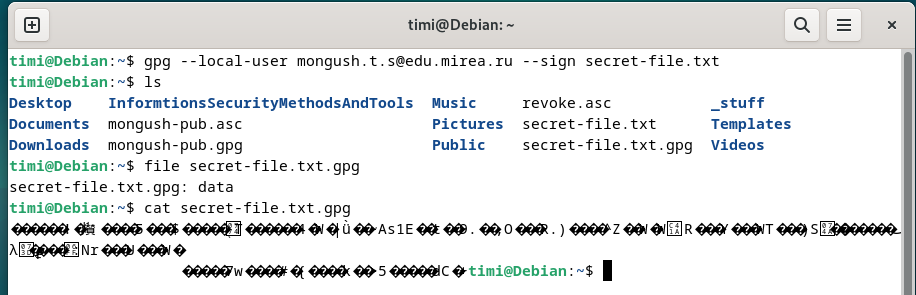 timi@Debian: ~
timi@Debian:~$ gpg --local-user mongush.t.s@edu.mirea.ru --sign secret-file.txt
timi@Debian:~$ ls
Desktop InformtionsSecurityMethodsAndTools Music revoke.asc _stuff
Documents mongush-pub.asc Pictures secret-file.txt Templates
Downloads mongush-pub.gpg Public secret-file.txt.gpg Videos
timi@Debian:~$ file secret-file.txt.gpg
secret-file.txt.gpg: data
timi@Debian:~$ cat secret-file.txt.gpg
timi@Debian:~$